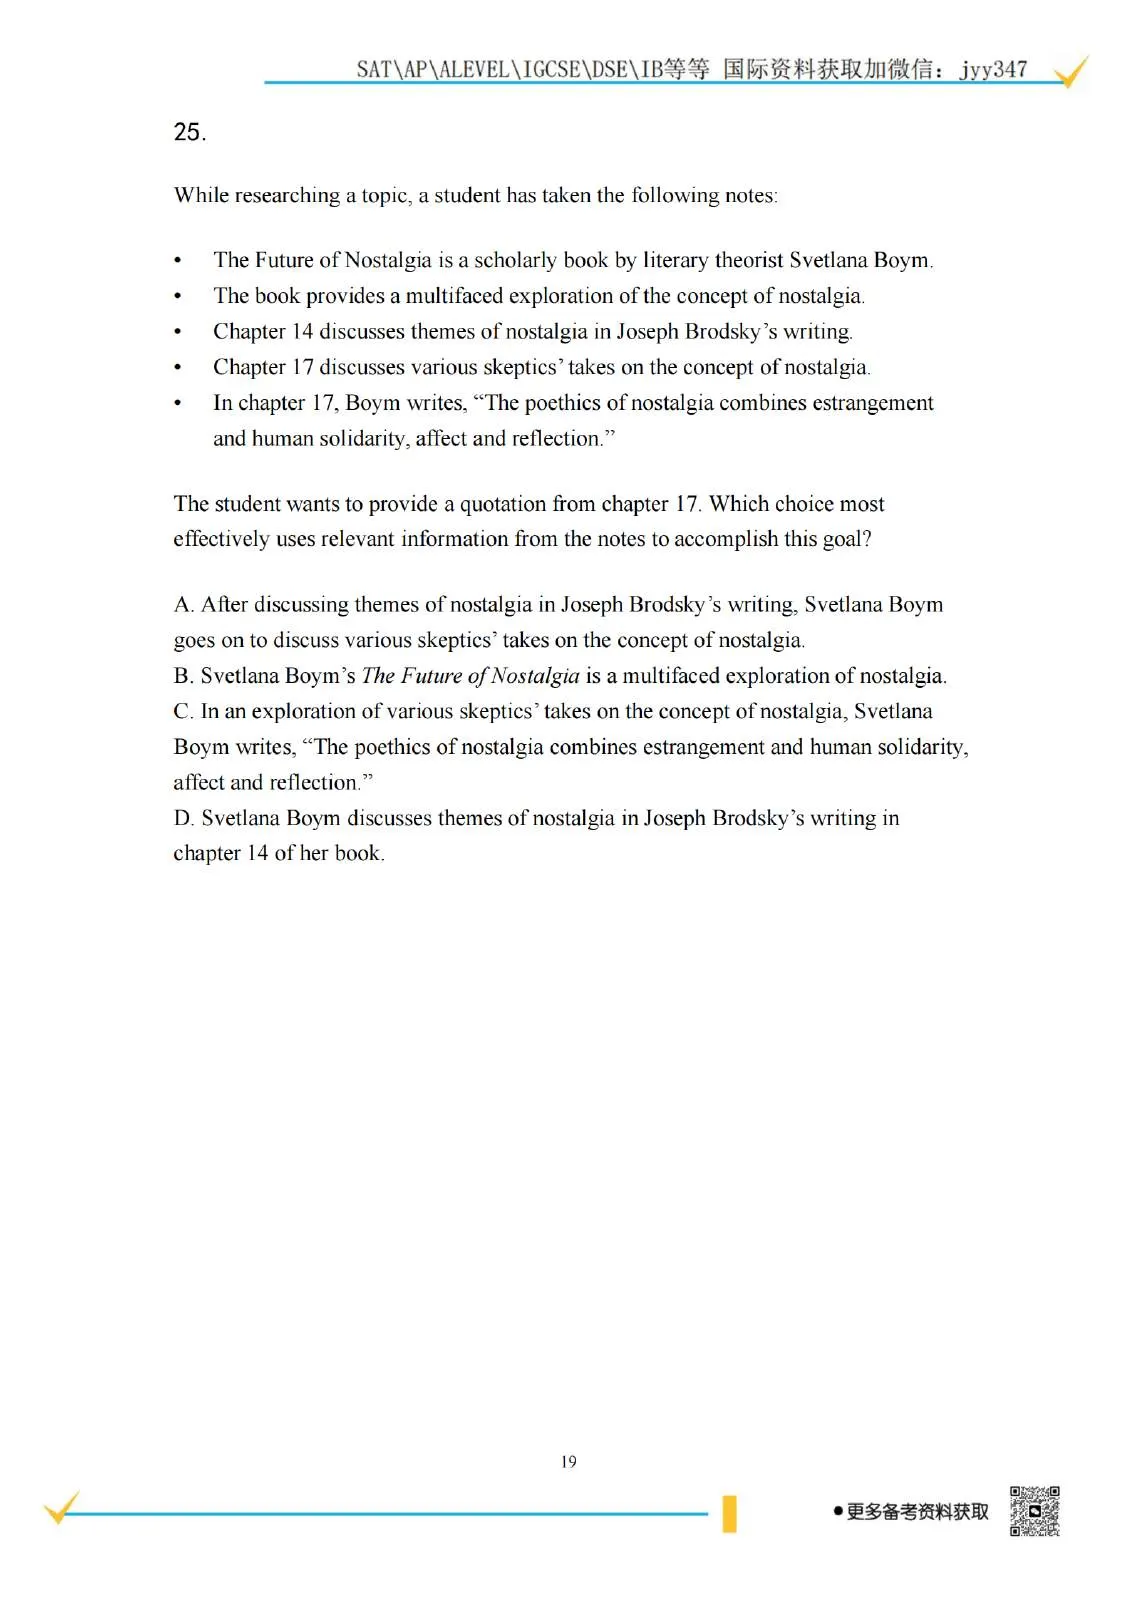 SAT\AP\ALEVEL\IGCSE\DSE\IB等等 国际资料获取加微信：jyy347
25.
While researching a topic, a student has taken the following notes:
• The Future of Nostalgia is a scholarly book by literary theorist Svetlana Boym.
• The book provides a multifaced exploration of the concept of nostalgia.
• Chapter 14 discusses themes of nostalgia in Joseph Brodsky’s writing.
• Chapter 17 discusses various skeptics’ takes on the concept of nostalgia.
• In chapter 17, Boym writes, “The poethics of nostalgia combines estrangement
and human solidarity, affect and reflection.”
The student wants to provide a quotation from chapter 17. Which choice most
effectively uses relevant information from the notes to accomplish this goal?
A. After discussing themes of nostalgia in Joseph Brodsky’s writing, Svetlana Boym
goes on to discuss various skeptics’ takes on the concept of nostalgia.
B. Svetlana Boym’s The Future of Nostalgia is a multifaced exploration of nostalgia.
C. In an exploration of various skeptics’ takes on the concept of nostalgia, Svetlana
Boym writes, “The poethics of nostalgia combines estrangement and human solidarity,
affect and reflection.”
D. Svetlana Boym discusses themes of nostalgia in Joseph Brodsky’s writing in
chapter 14 of her book.
19
•更多备考资料获取